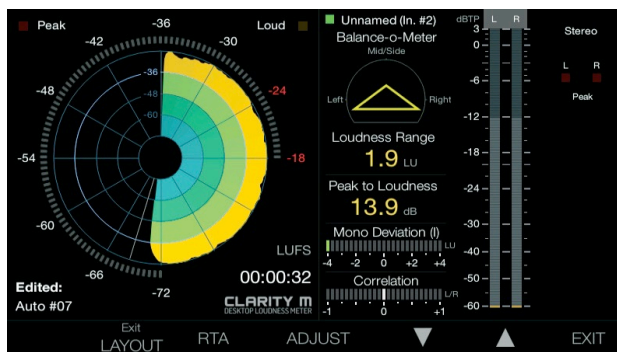 Peak
Loud
-36
-42
-30
-48
-24
-54
-18
-60
-66
-72
-36
-48
-60
LUFS
00:00:32
Edited:
Auto #07
CLARITY M
DESKTOP LOUDNESS METER
Unnamed (In. #2)
Balance-o-Meter
Mid/Side
Left
Right
Loudness Range
1.9 LU
Peak to Loudness
13.9 dB
Mono Deviation (I)
LU
-4 -2 0 +2 +4
Correlation
L/R
-1 0 +1
dBTP L R
3
0
-6
-12
-18
-24
-30
-40
-50
-60
Stereo
L R
Peak
Exit
LAYOUT RTA ADJUST EXIT